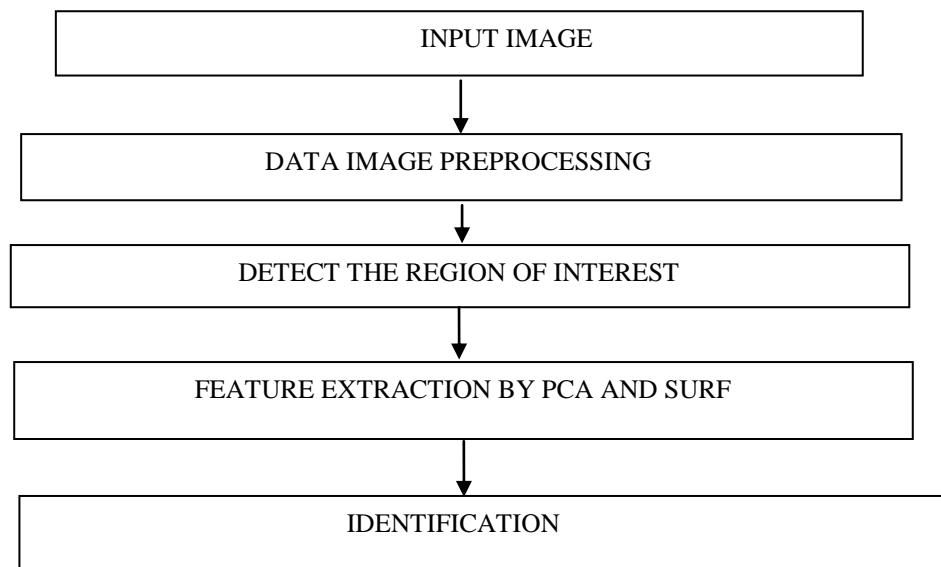 INPUT IMAGE
DATA IMAGE PREPROCESSING
DETECT THE REGION OF INTEREST
FEATURE EXTRACTION BY PCA AND SURF
IDENTIFICATION